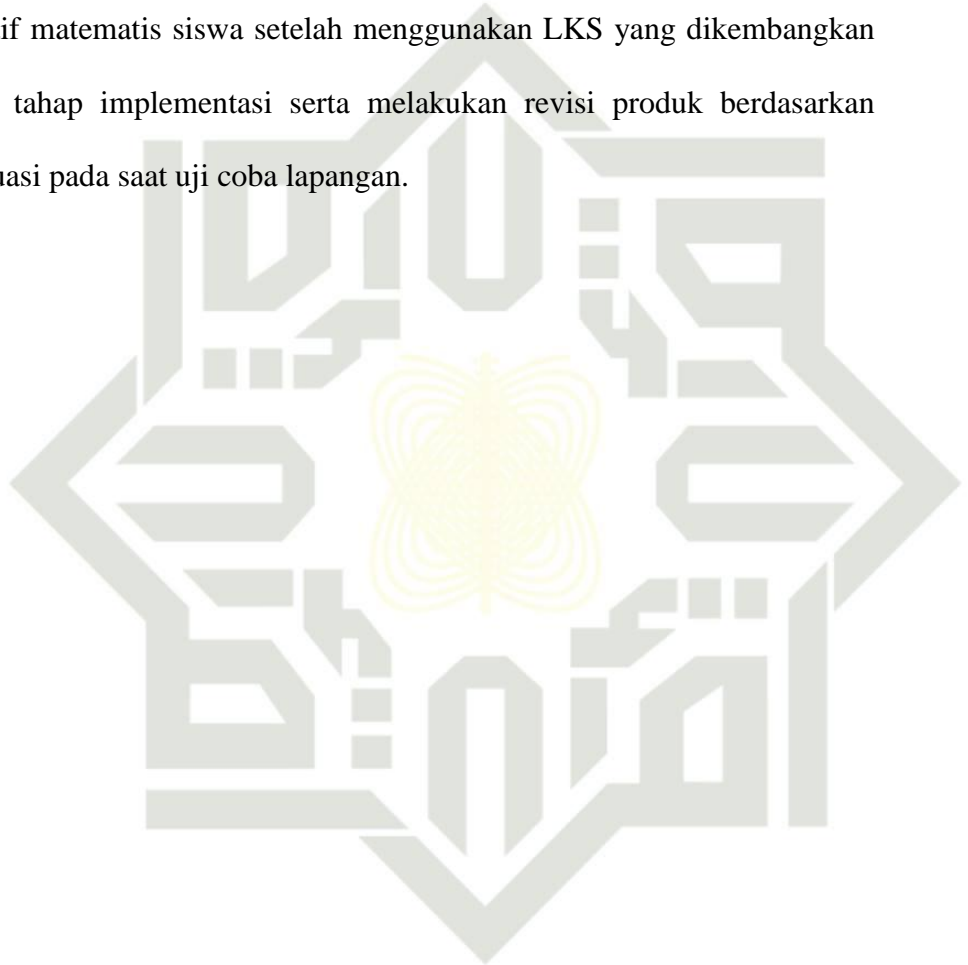 if matematis siswa setelah menggunakan LKS yang dikembangkan
tahap implementasi serta melakukan revisi produk berdasarkan
uasi pada saat uji coba lapangan.